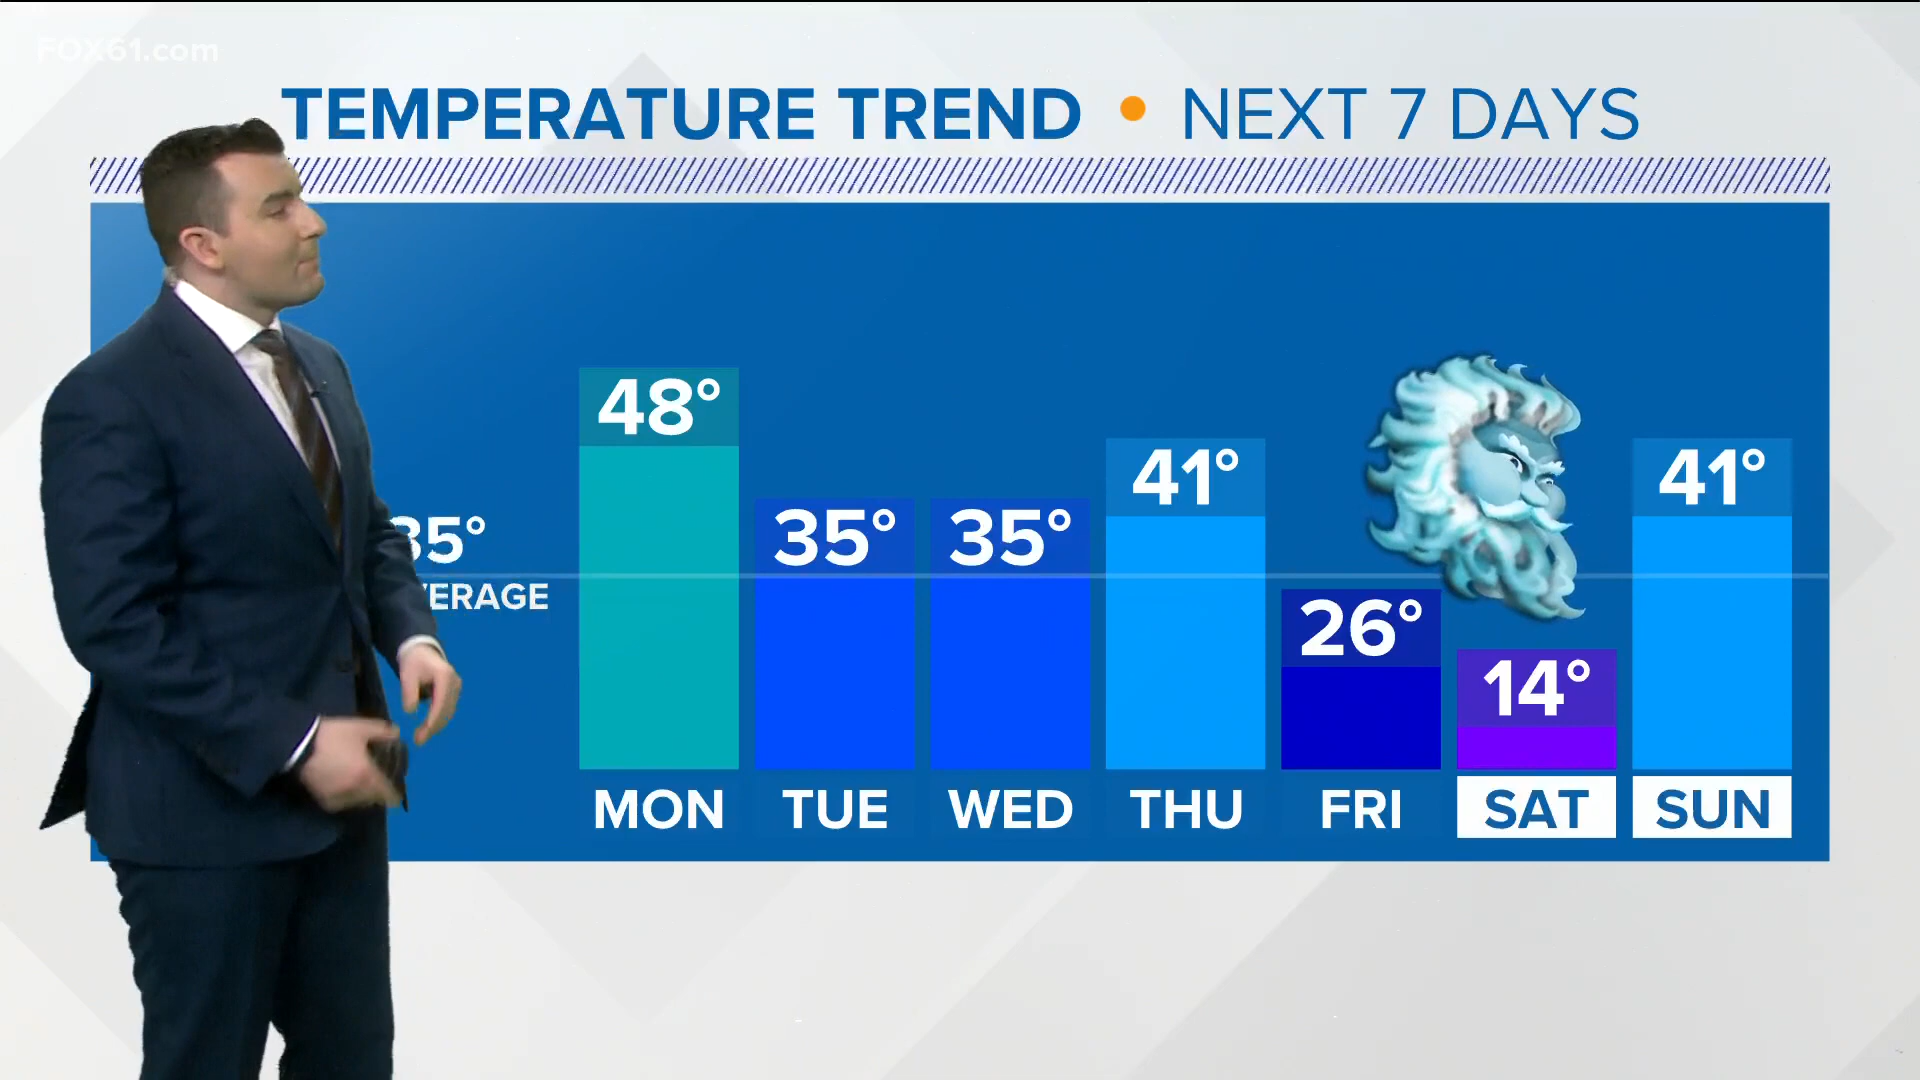 FOX61.com
TEMPERATURE TREND • NEXT 7 DAYS
48°
41°
41°
35°
35°
35°
26°
14°
MON TUE WED THU FRI SAT SUN